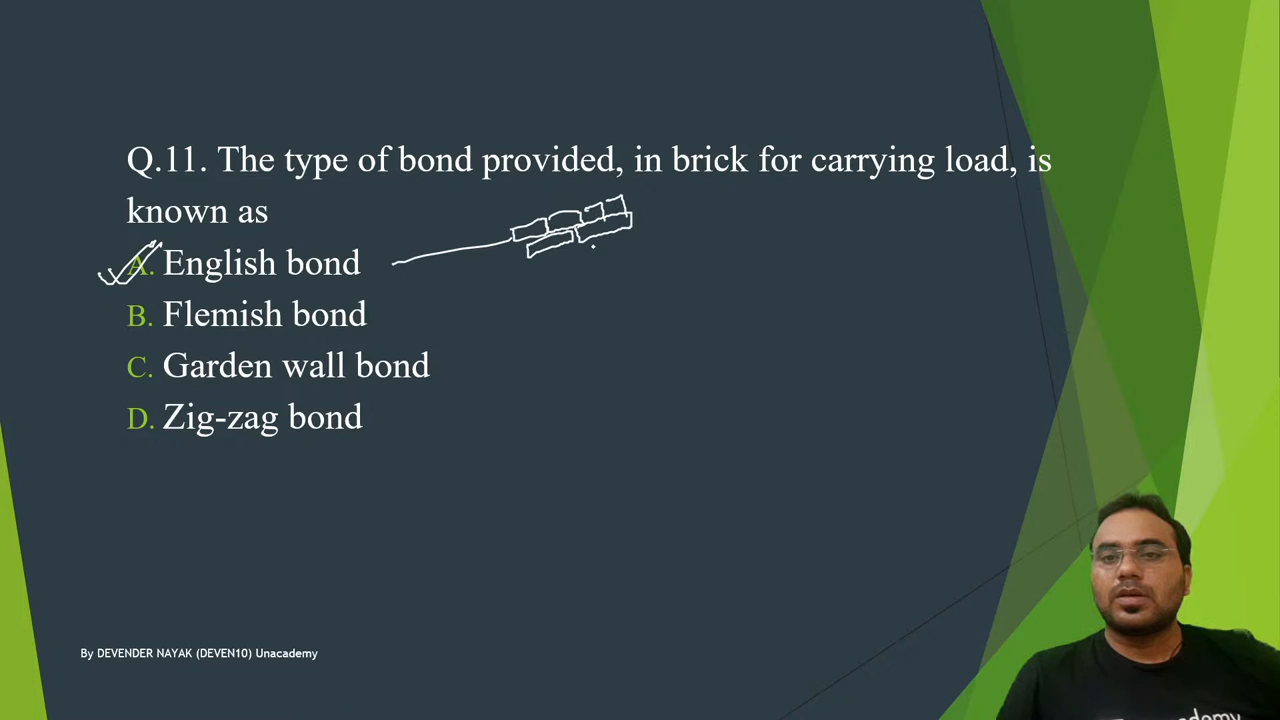 Q.11. The type of bond provided, in brick for carrying load, is
known as
A. English bond
B. Flemish bond
C. Garden wall bond
D. Zig-zag bond
By DEVENDER NAYAK (DEVEN10) Unacademy